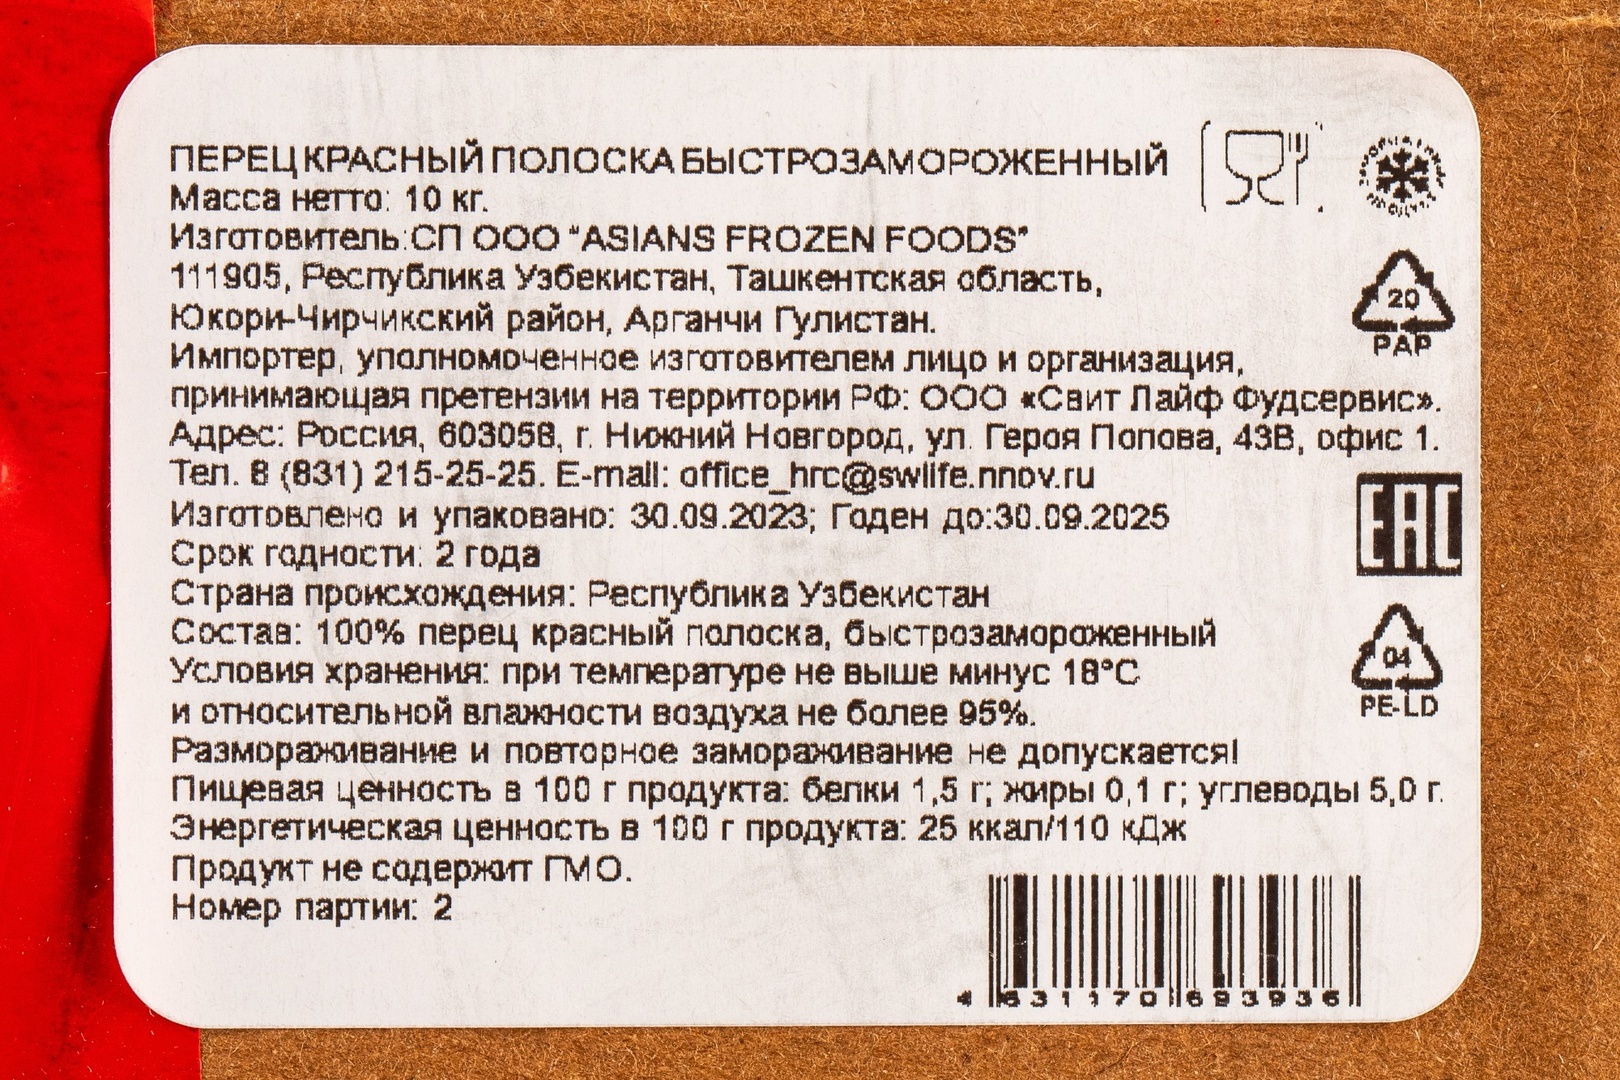 ПЕРЕЦ КРАСНЫЙ ПОЛОСКА БЫСТРОЗАМОРОЖЕННЫЙ
Масса нетто: 10 кг.
Изготовитель:СП ООО "ASIANS FROZEN FOODS"
111905, Республика Узбекистан, Ташкентская область,
Юкори-Чирчикский район, Арганчи Гулистан.
Импортер, уполномоченное изготовителем лицо и организация,
принимающая претензии на территории РФ: ООО «Свит Лайф Фудсервис».
Адрес: Россия, 603058, г. Нижний Новгород, ул. Героя Попова, 43В, офис 1.
Тел. 8 (831) 215-25-25. E-mail: office_hrc@swlife.nnov.ru
Изготовлено и упаковано: 30.09.2023; Годен до:30.09.2025
Срок годности: 2 года
Страна происхождения: Республика Узбекистан
Состав: 100% перец красный полоска, быстрозамороженный
Условия хранения: при температуре не выше минус 18°С
и относительной влажности воздуха не более 95%.
Размораживание и повторное замораживание не допускается!
Пищевая ценность в 100 г продукта: белки 1,5 г; жиры 0,1 г; углеводы 5,0 г.
Энергетическая ценность в 100 г продукта: 25 ккал/110 кДж
Продукт не содержит ГМО.
Номер партии: 2
20
PAP
EAC
04
PE-LD
4 631170 693936